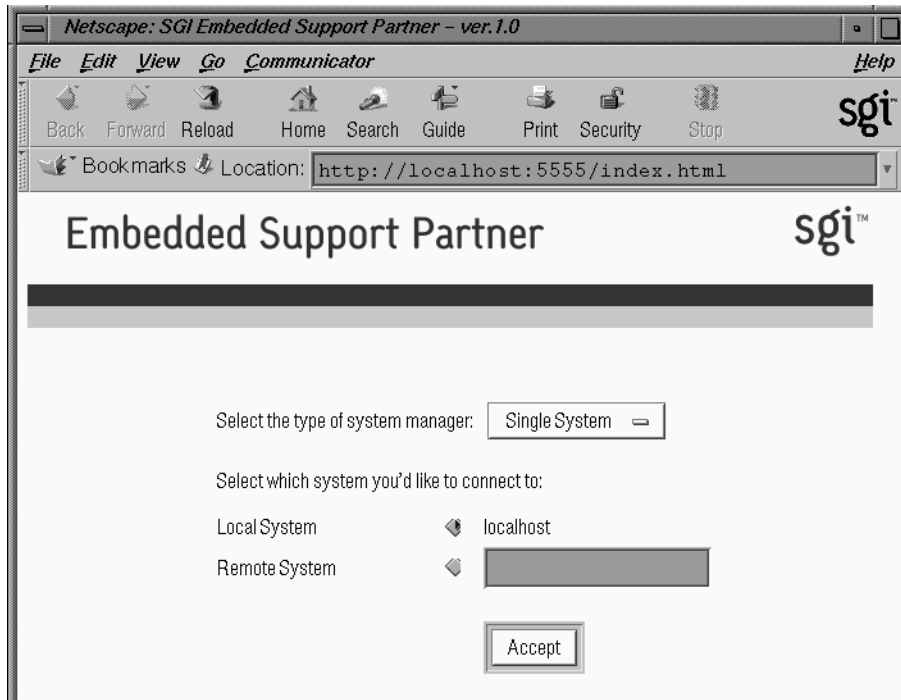 Netscape: SGI Embedded Support Partner – ver.1.0
File Edit View Go Communicator Help
Back Forward Reload Home Search Guide Print Security Stop sgi™
Bookmarks Location: http://localhost:5555/index.html
Embedded Support Partner sgi™
Select the type of system manager: Single System
Select which system you'd like to connect to:
Local System localhost
Remote System
Accept